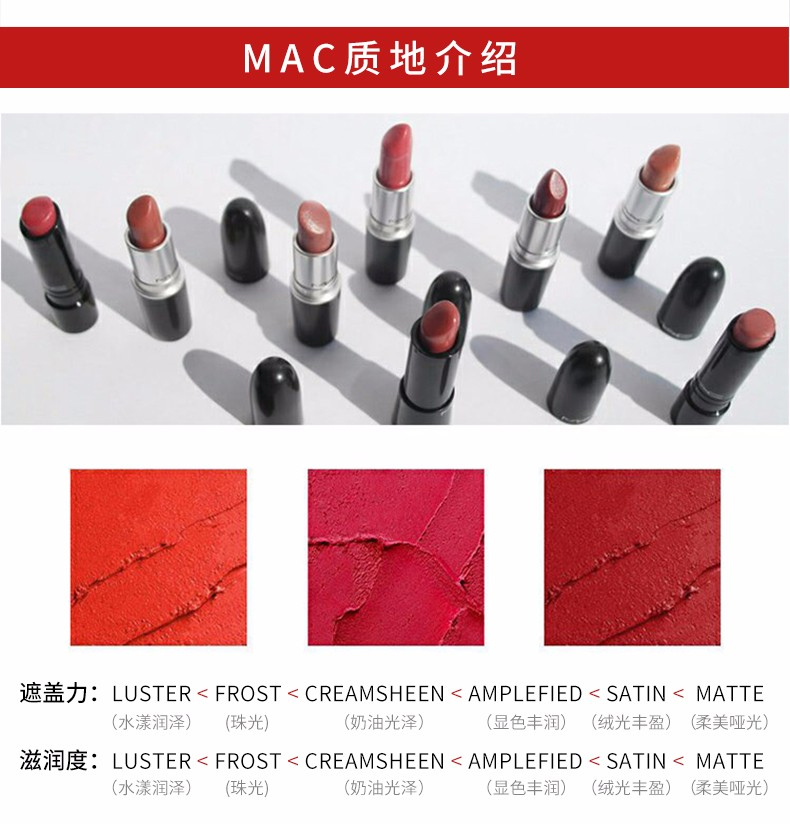 MAC质地介绍
遮盖力：LUSTER < FROST < CREAMSHEEN < AMPLEFIED < SATIN < MATTE
（水漾润泽） (珠光) （奶油光泽） （显色丰润） （绒光丰盈） （柔美哑光）
滋润度：LUSTER < FROST < CREAMSHEEN < AMPLEFIED < SATIN < MATTE
（水漾润泽） (珠光) （奶油光泽） （显色丰润） （绒光丰盈） （柔美哑光）